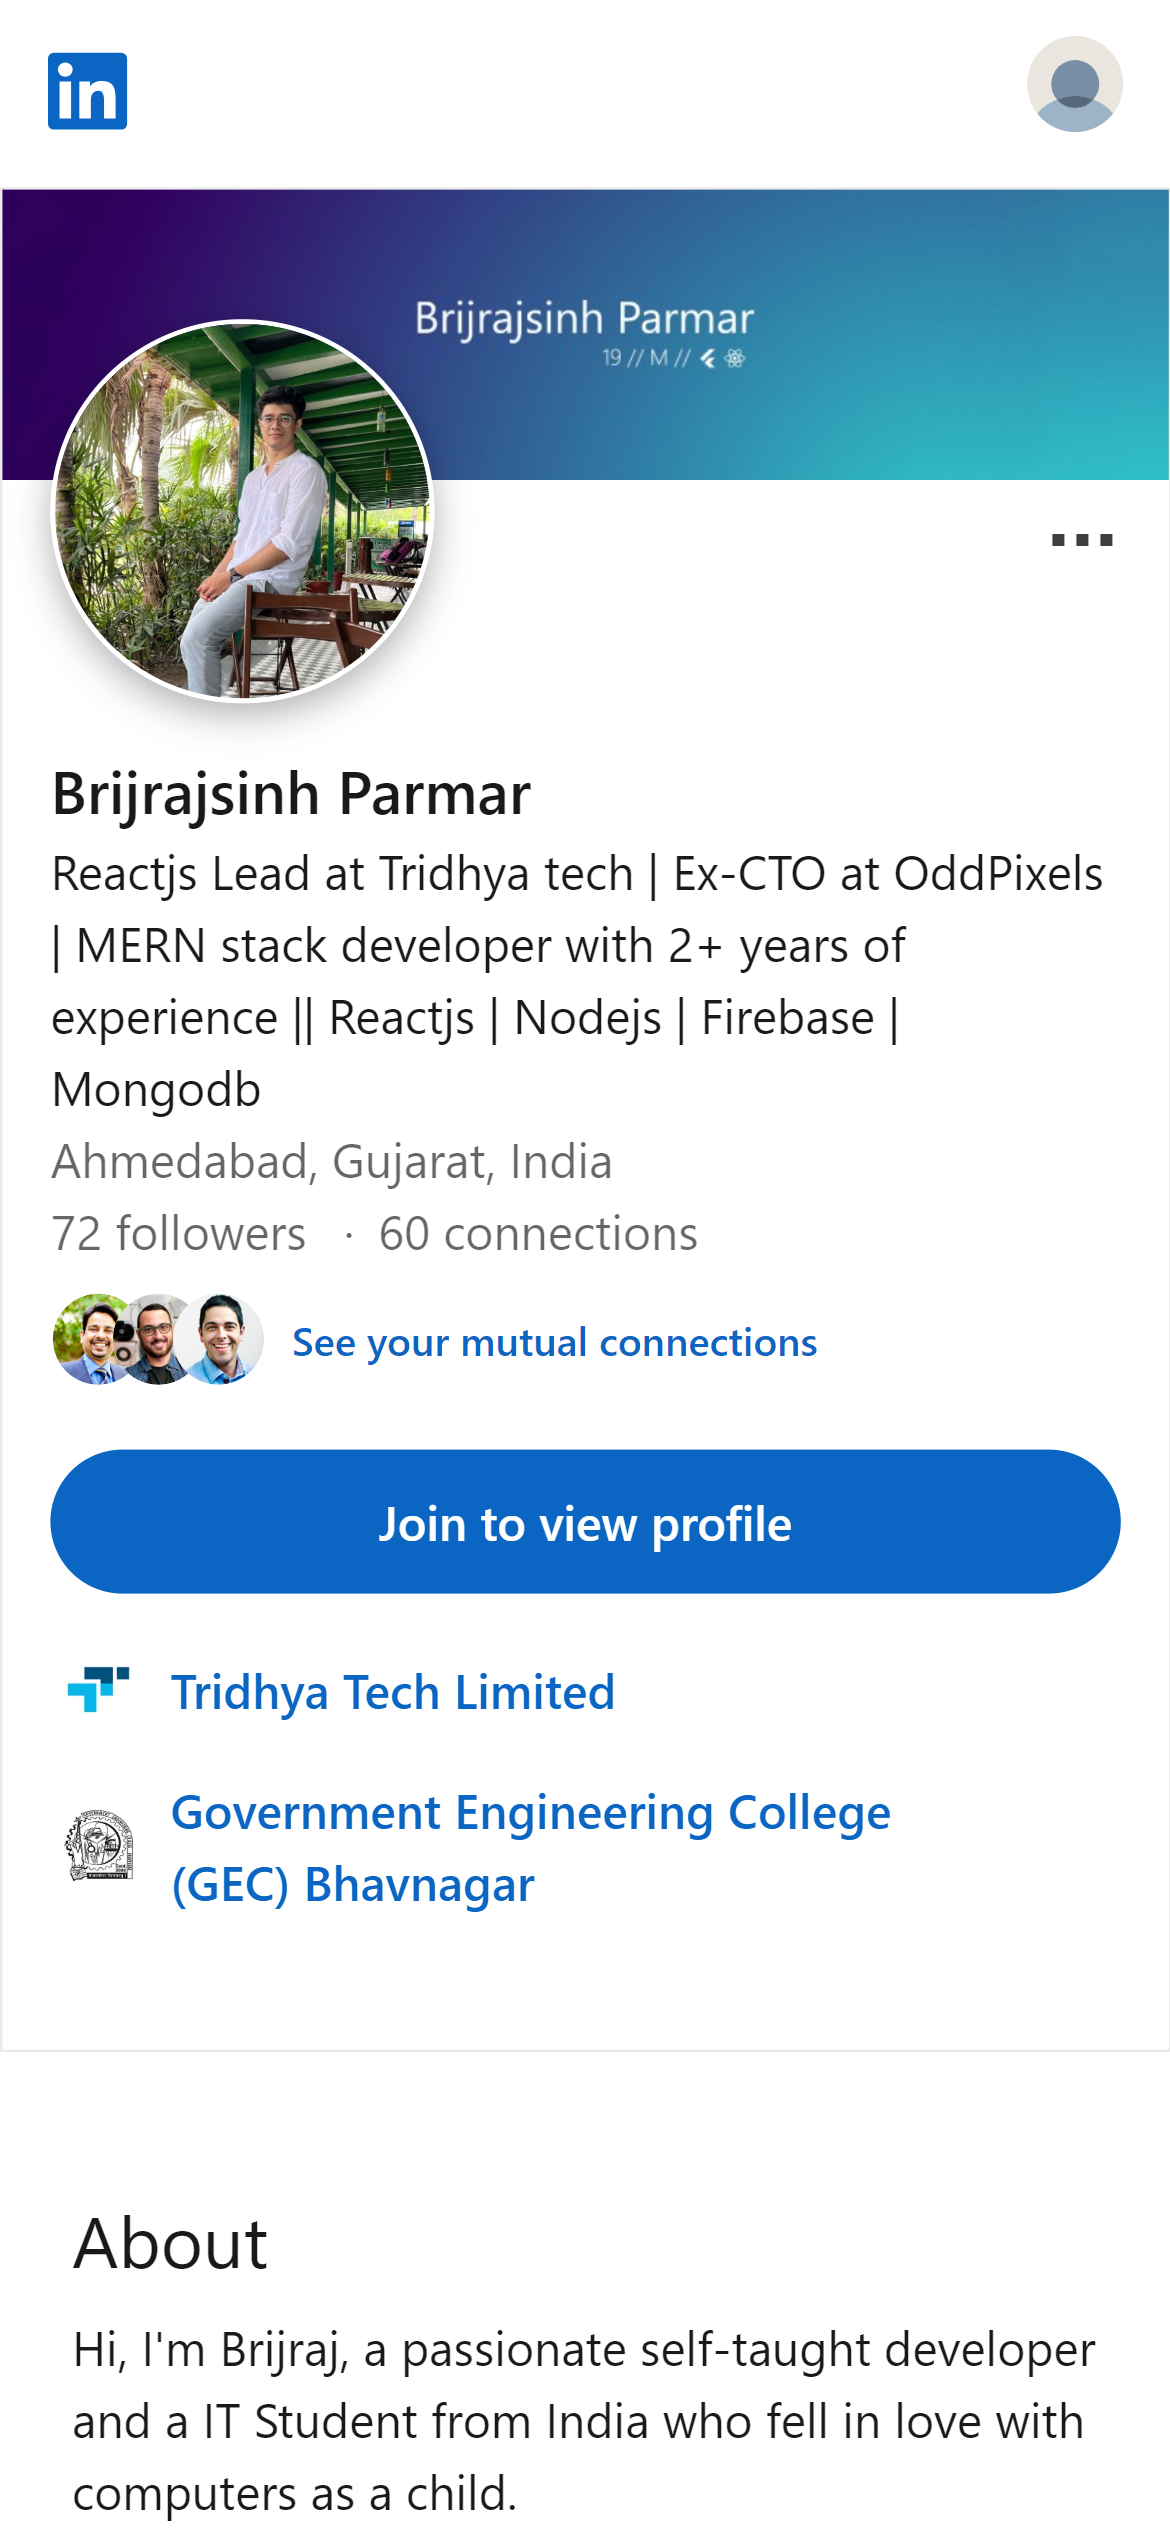 in
Brijrajsinh Parmar
19 // M //
Brijrajsinh Parmar
Reactjs Lead at Tridhya tech | Ex-CTO at OddPixels
| MERN stack developer with 2+ years of
experience || Reactjs | Nodejs | Firebase |
Mongodb
Ahmedabad, Gujarat, India
72 followers · 60 connections
See your mutual connections
Join to view profile
Tridhya Tech Limited
Government Engineering College
(GEC) Bhavnagar
About
Hi, I'm Brijraj, a passionate self-taught developer
and a IT Student from India who fell in love with
computers as a child.